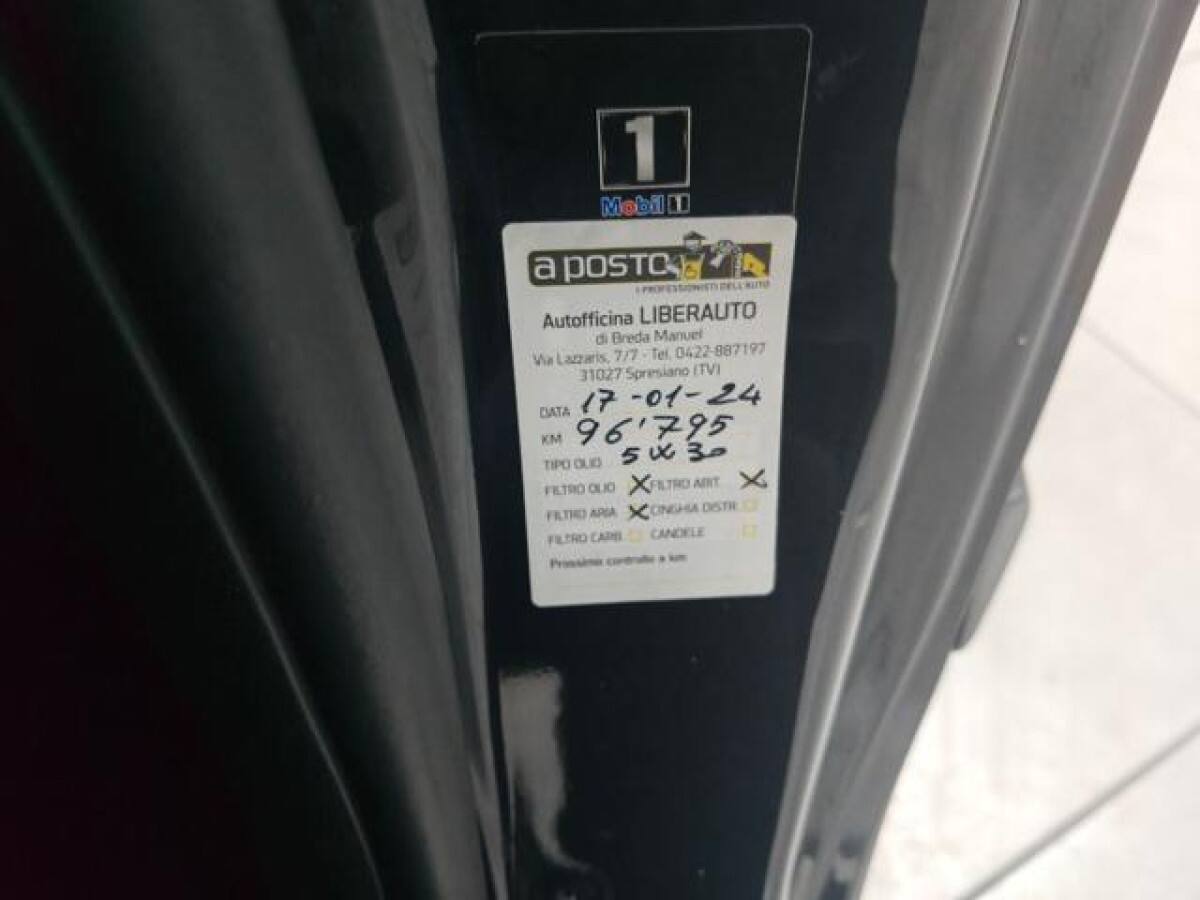 1
Mobil 1
a posto
I PROFESSIONISTI DELL'AUTO
Autofficina LIBERAUTO
di Breda Manuel
Via Lazzaris, 7/7 - Tel. 0422-887197
31027 Spresiano (TV)
DATA 17-01-24
KM 96'795
TIPO OLIO 5W30
FILTRO OLIO X FILTRO ABIT. X
FILTRO ARIA X CINGHIA DISTR.
FILTRO CARB. CANDELE
Prossimo controllo a km